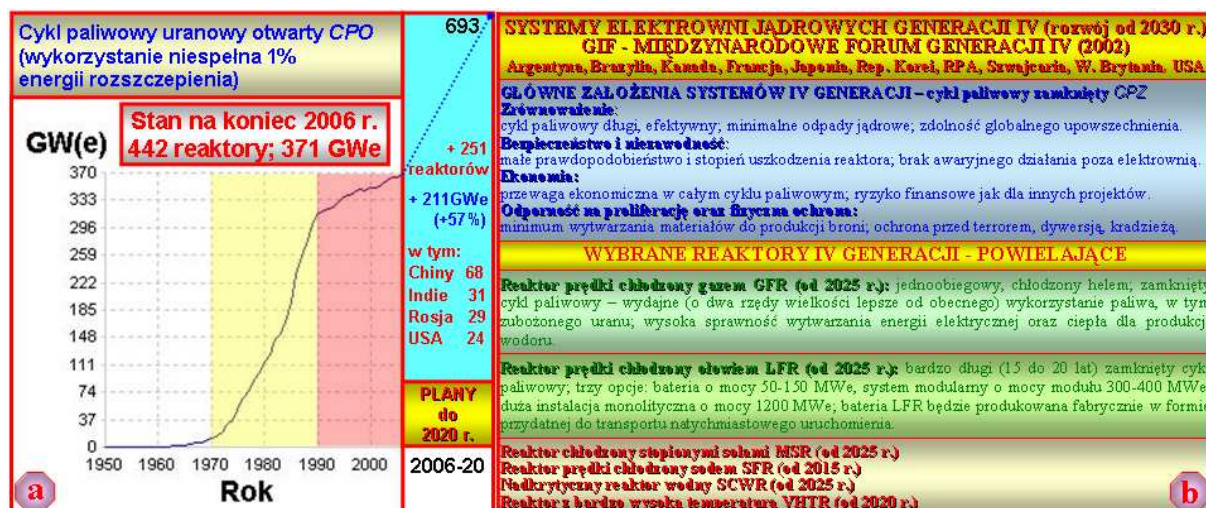 Cykl paliwowy uranowy otwarty CPO
(wykorzystanie niespełna 1%
energii rozszczepienia)
Stan na koniec 2006 r.
442 reaktory; 371 GWe
GW(e)
370
333
296
259
222
185
148
111
74
37
0
1950 1960 1970 1980 1990 2000
Rok
a
693
+ 251
reaktorów
+ 211GWe
(+57%)
w tym:
Chiny 68
Indie 31
Rosja 29
USA 24
PLANY
do
2020 r.
2006-20
SYSTEMY ELEKTROWNI JĄDROWYCH GENERACJI IV (rozwój od 2030 r.)
GIF - MIĘDZYNARODOWE FORUM GENERACJI IV (2002)
Argentyna, Brazylia, Kanada, Francja, Japonia, Rep. Korei, RPA, Szwajcaria, W. Brytania, USA
GŁÓWNE ZAŁOŻENIA SYSTEMÓW IV GENERACJI – cykl paliwowy zamknięty CPZ
Zrównoważenie:
cykl paliwowy długi, efektywny; minimalne odpady jądrowe; zdolność globalnego upowszechnienia.
Bezpieczeństwo i niezawodność:
małe prawdopodobieństwo i stopień uszkodzenia reaktora; brak awaryjnego działania poza elektrownią.
Ekonomia:
przewaga ekonomiczna w całym cyklu paliwowym; ryzyko finansowe jak dla innych projektów.
Odporność na proliferację oraz fizyczna ochrona:
minimum wytwarzania materiałów do produkcji broni; ochrona przed terrorem, dywersją, kradzieżą.
WYBRANE REAKTORY IV GENERACJI - POWIELAJĄCE
Reaktor prędki chłodzony gazem GFR (od 2025 r.): jednoobiegowy, chłodzony helem; zamknięty
cykl paliwowy – wydajne (o dwa rzędy wielkości lepsze od obecnego) wykorzystanie paliwa, w tym
zubożonego uranu; wysoka sprawność wytwarzania energii elektrycznej oraz ciepła dla produkcj
wodoru.
Reaktor prędki chłodzony ołowiem LFR (od 2025 r.): bardzo długi (15 do 20 lat) zamknięty cyk
paliwowy; trzy opcje: bateria o mocy 50-150 MWe, system modularny o mocy modułu 300-400 MWe
duża instalacja monolityczna o mocy 1200 MWe; bateria LFR będzie produkowana fabrycznie w formie
przydatnej do transportu natychmiastowego uruchomienia.
Reaktor chłodzony stopionymi solami MSR (od 2025 r.)
Reaktor prędki chłodzony sodem SFR (od 2015 r.)
Nadkrytyczny reaktor wodny SCWR (od 2025 r.)
Reaktor z bardzo wysoką temperaturą VHTR (od 2020 r.)
b